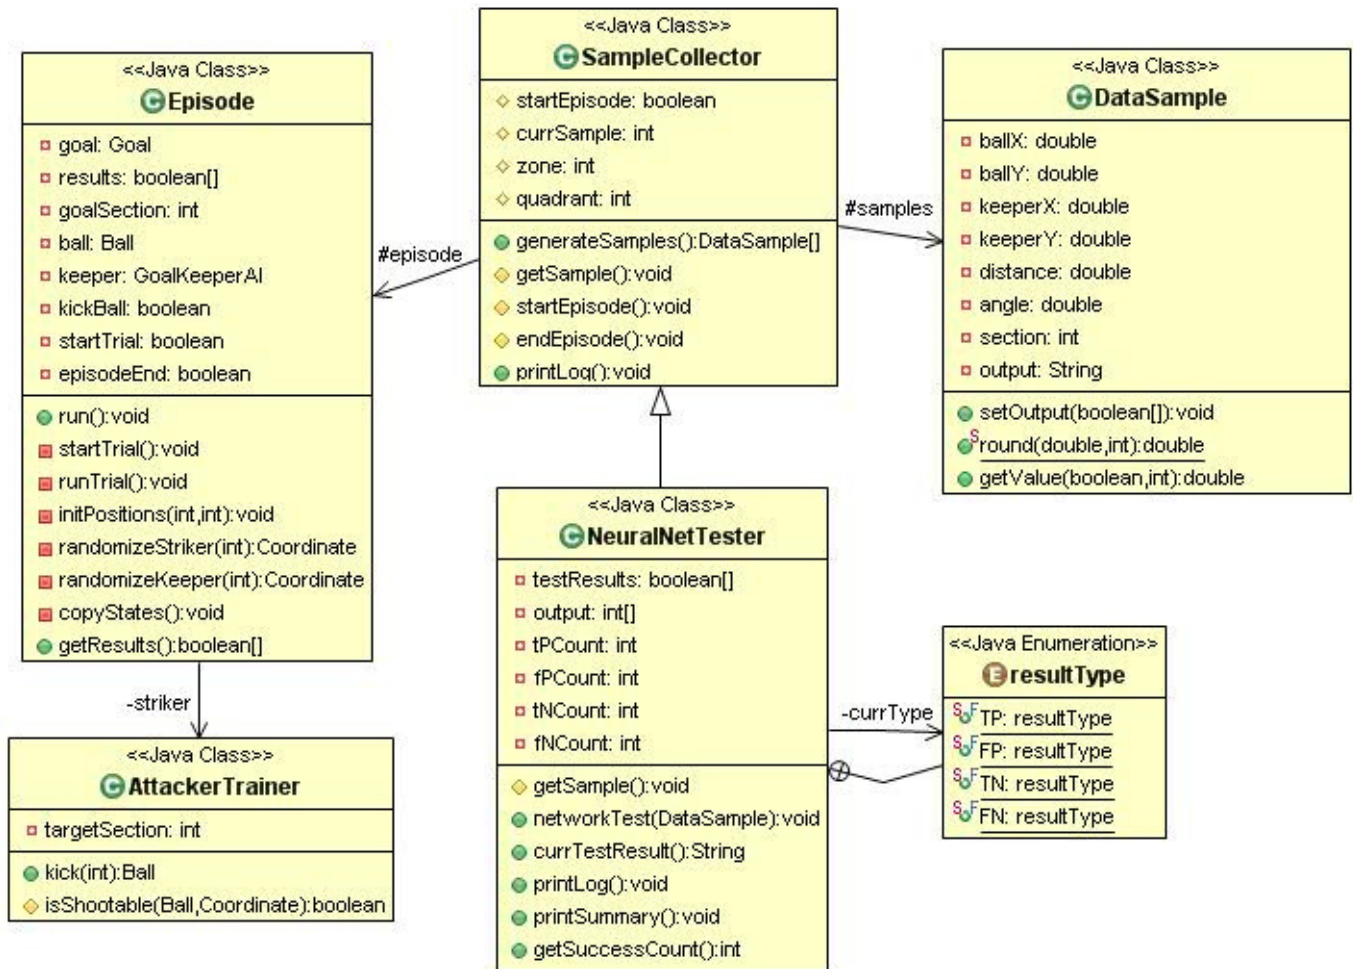 <<Java Class>>
Episode
goal: Goal
results: boolean[]
goalSection: int
ball: Ball
keeper: GoalKeeperAI
kickBall: boolean
startTrial: boolean
episodeEnd: boolean
run():void
startTrial():void
runTrial():void
initPositions(int,int):void
randomizeStriker(int):Coordinate
randomizeKeeper(int):Coordinate
copyStates():void
getResults():boolean[]
-striker
<<Java Class>>
AttackerTrainer
targetSection: int
kick(int):Ball
isShootable(Ball,Coordinate):boolean
#episode
<<Java Class>>
SampleCollector
startEpisode: boolean
currSample: int
zone: int
quadrant: int
generateSamples():DataSample[]
getSample():void
startEpisode():void
endEpisode():void
printLog():void
#samples
<<Java Class>>
DataSample
ballX: double
ballY: double
keeperX: double
keeperY: double
distance: double
angle: double
section: int
output: String
setOutput(boolean[]):void
S round(double,int):double
getValue(boolean,int):double
<<Java Class>>
NeuralNetTester
testResults: boolean[]
output: int[]
tPCount: int
fPCount: int
tNCount: int
fNCount: int
getSample():void
networkTest(DataSample):void
currTestResult():String
printLog():void
printSummary():void
getSuccessCount():int
-currType
<<Java Enumeration>>
resultType
S F TP: resultType
S F FP: resultType
S F TN: resultType
S F FN: resultType